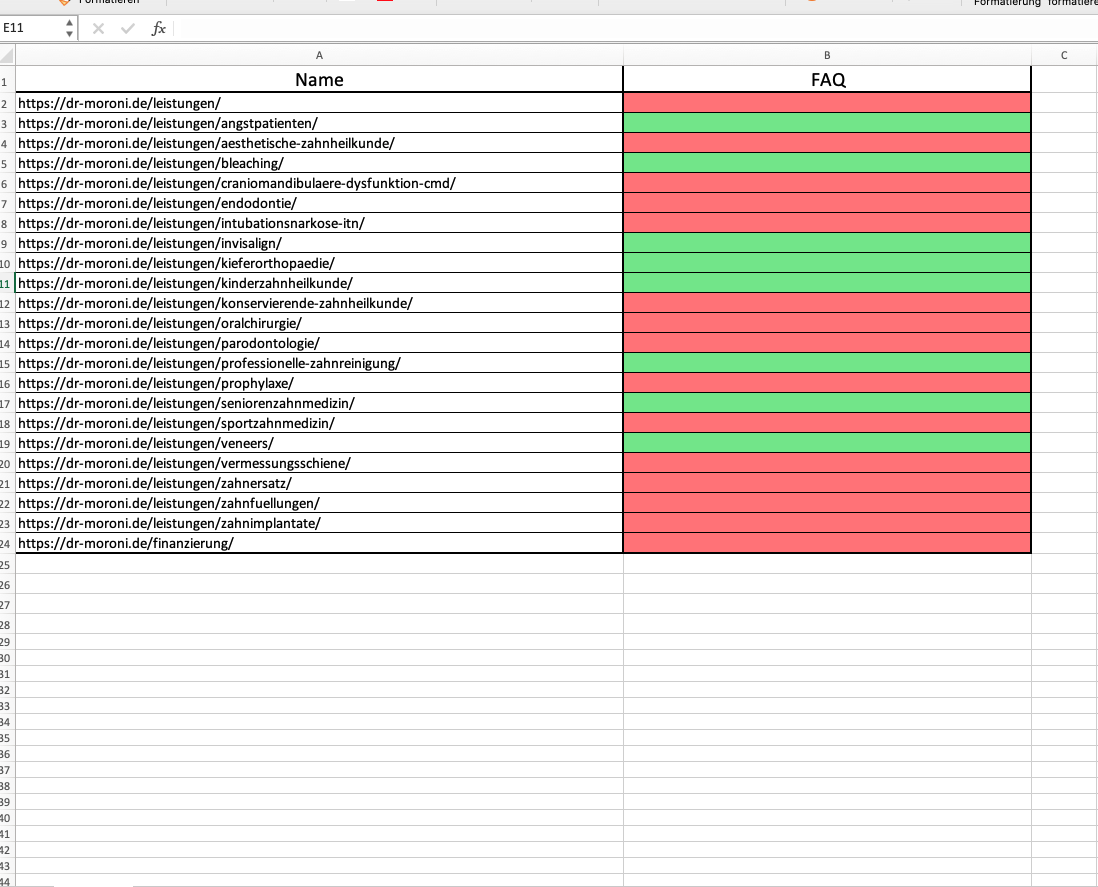 Formatieren
Formatierung formatiere
E11
fx
A B C
1 Name FAQ
2 https://dr-moroni.de/leistungen/
3 https://dr-moroni.de/leistungen/angstpatienten/
4 https://dr-moroni.de/leistungen/aesthetische-zahnheilkunde/
5 https://dr-moroni.de/leistungen/bleaching/
6 https://dr-moroni.de/leistungen/craniomandibulaere-dysfunktion-cmd/
7 https://dr-moroni.de/leistungen/endodontie/
8 https://dr-moroni.de/leistungen/intubationsnarkose-itn/
9 https://dr-moroni.de/leistungen/invisalign/
10 https://dr-moroni.de/leistungen/kieferorthopaedie/
11 https://dr-moroni.de/leistungen/kinderzahnheilkunde/
12 https://dr-moroni.de/leistungen/konservierende-zahnheilkunde/
13 https://dr-moroni.de/leistungen/oralchirurgie/
14 https://dr-moroni.de/leistungen/parodontologie/
15 https://dr-moroni.de/leistungen/professionelle-zahnreinigung/
16 https://dr-moroni.de/leistungen/prophylaxe/
17 https://dr-moroni.de/leistungen/seniorenzahnmedizin/
18 https://dr-moroni.de/leistungen/sportzahnmedizin/
19 https://dr-moroni.de/leistungen/veneers/
20 https://dr-moroni.de/leistungen/vermessungsschiene/
21 https://dr-moroni.de/leistungen/zahnersatz/
22 https://dr-moroni.de/leistungen/zahnfuellungen/
23 https://dr-moroni.de/leistungen/zahnimplantate/
24 https://dr-moroni.de/finanzierung/
25
26
27
28
29
30
31
32
33
34
35
36
37
38
39
40
41
42
43
44